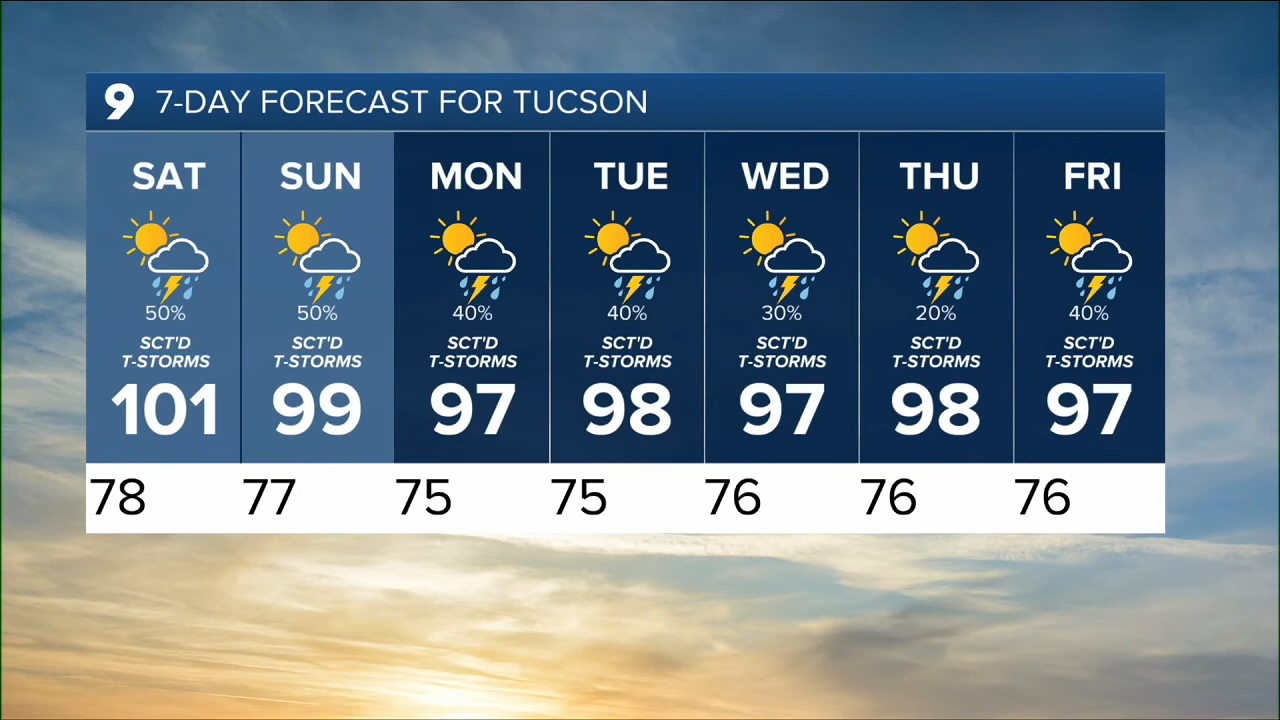 9 7-DAY FORECAST FOR TUCSON
SAT SUN MON TUE WED THU FRI
50% 50% 40% 40% 30% 20% 40%
SCT'D SCT'D SCT'D SCT'D SCT'D SCT'D SCT'D
T-STORMS T-STORMS T-STORMS T-STORMS T-STORMS T-STORMS T-STORMS
101 99 97 98 97 98 97
78 77 75 75 76 76 76